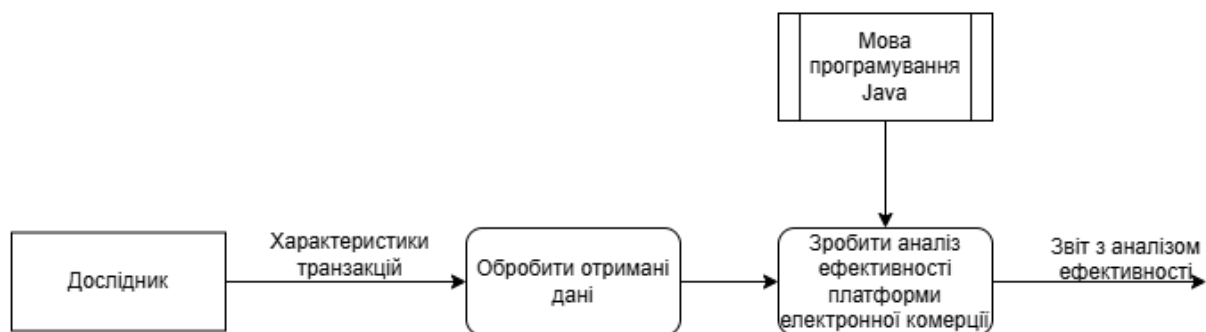 Мова
програмування
Java
Дослідник
Характеристики
транзакцій
Обробити отримані
дані
Зробити аналіз
ефективності
платформи
електронної комерції
Звіт з аналізом
ефективності